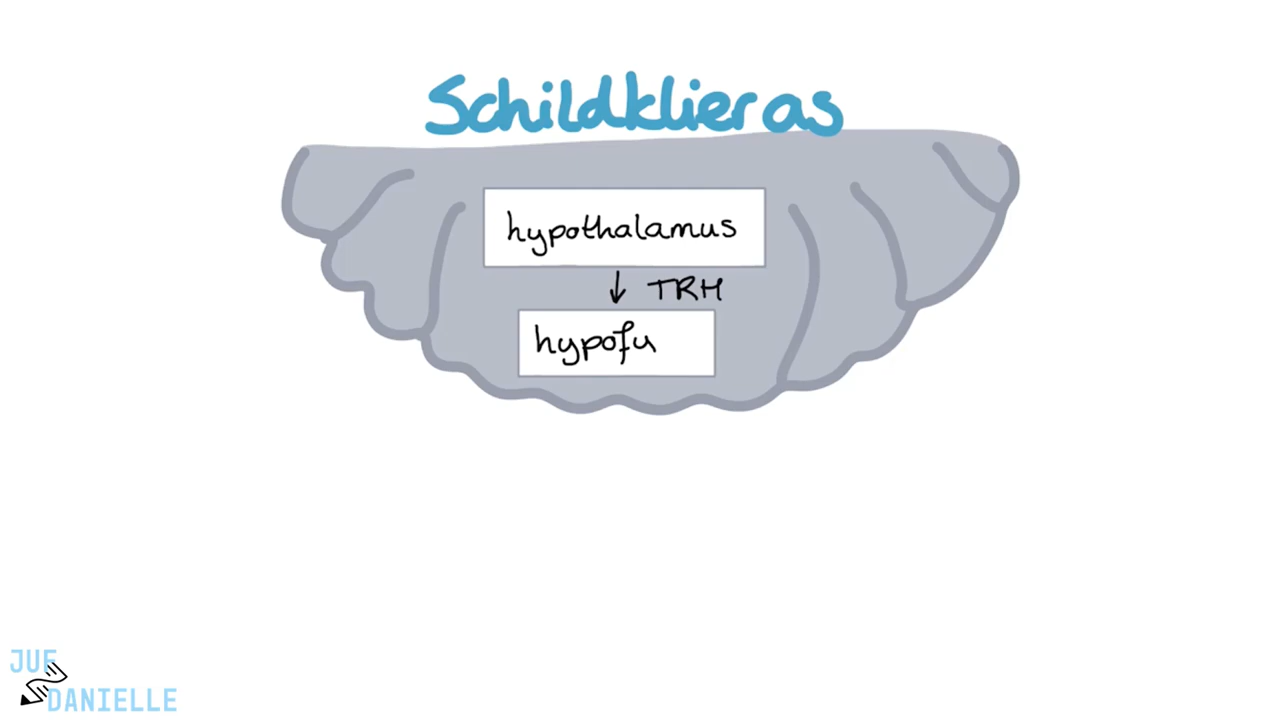 Schildklieras
hypothalamus
↓ TRH
hypofu
JUF
DANIELLE